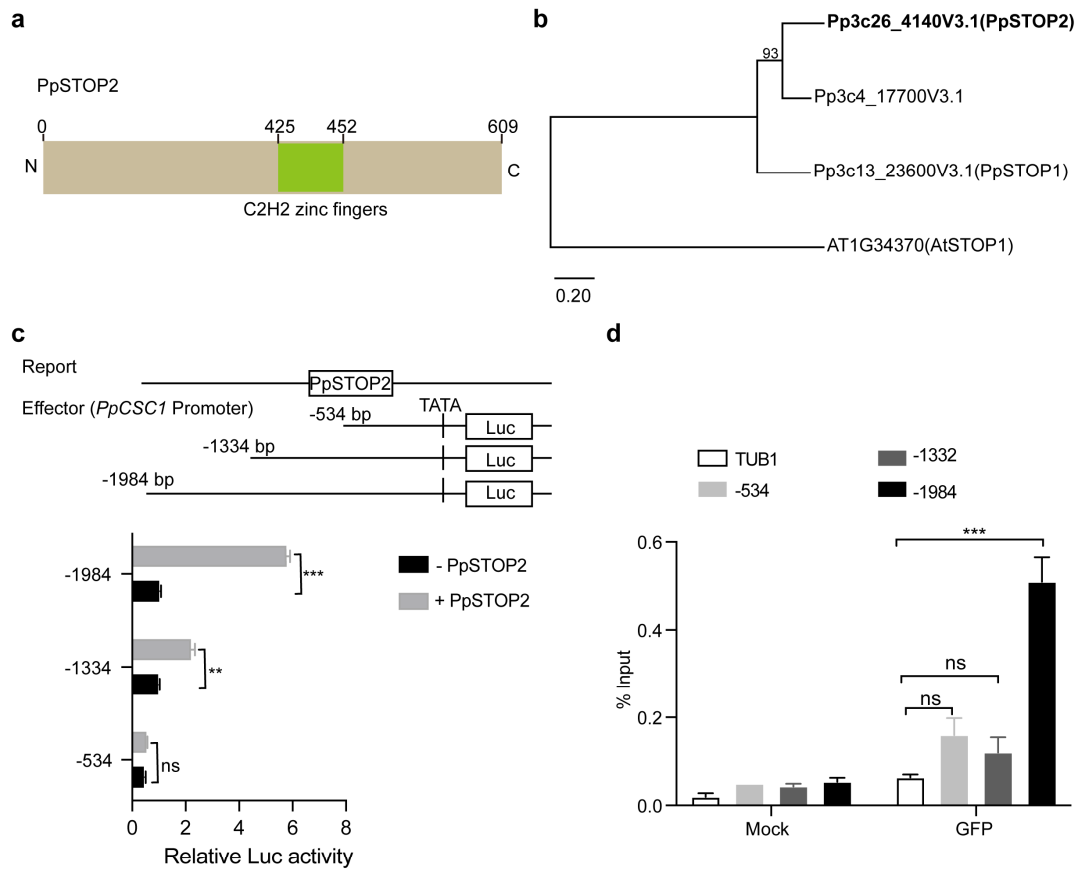 a
PpSTOP2
0 425 452 609
N C
C2H2 zinc fingers
b
Pp3c26_4140V3.1(PpSTOP2)
93
Pp3c4_17700V3.1
Pp3c13_23600V3.1(PpSTOP1)
AT1G34370(AtSTOP1)
0.20
c
Report
PpSTOP2
Effector (PpCSC1 Promoter)
TATA
-534 bp
Luc
-1334 bp
Luc
-1984 bp
Luc
- PpSTOP2
+ PpSTOP2
-1984
***
-1334
**
-534
ns
0 2 4 6 8
Relative Luc activity
d
TUB1
-534
-1332
-1984
% Input
0.6
0.4
0.2
0.0
***
ns
ns
Mock GFP